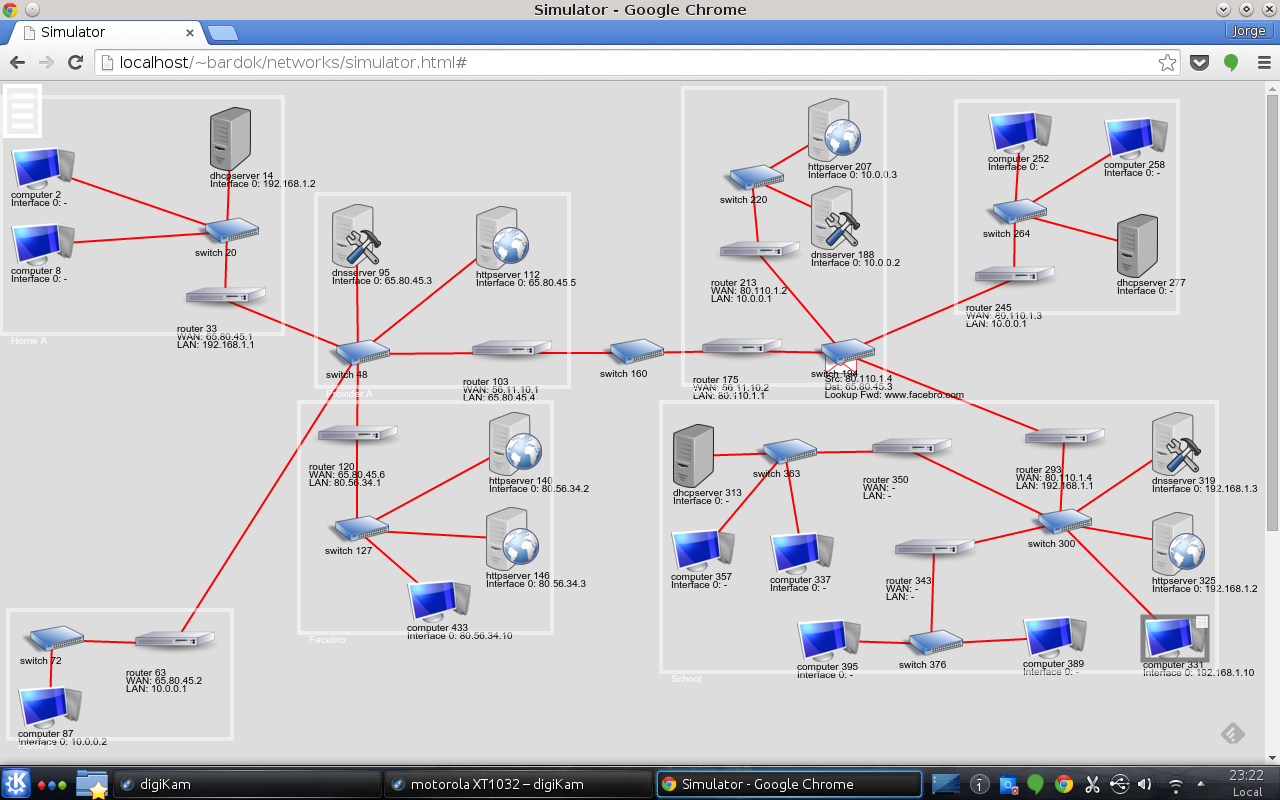 Simulator - Google Chrome
Simulator
Jorge
localhost/~bardok/networks/simulator.html#
computer 2
Interface 0: -
computer 8
Interface 0: -
dhcpserver 14
Interface 0: 192.168.1.2
switch 20
router 33
WAN: 65.80.45.1
LAN: 192.168.1.1
Home A
dnsserver 95
Interface 0: 65.80.45.3
httpserver 112
Interface 0: 65.80.45.5
switch 48
router 103
WAN: 56.11.10.1
LAN: 65.80.45.4
Provider A
switch 160
httpserver 207
Interface 0: 10.0.0.3
switch 220
dnsserver 188
Interface 0: 10.0.0.2
router 213
WAN: 80.110.1.2
LAN: 10.0.0.1
router 175
WAN: 56.11.10.2
LAN: 80.110.1.1
switch 194
Src: 80.110.1.4
Dst: 65.80.45.3
Lookup Fwd: www.facebro.com
computer 252
Interface 0: -
computer 258
Interface 0: -
switch 264
dhcpserver 277
Interface 0: -
router 245
WAN: 80.110.1.3
LAN: 10.0.0.1
router 120
WAN: 65.80.45.6
LAN: 80.56.34.1
httpserver 140
Interface 0: 80.56.34.2
switch 127
httpserver 146
Interface 0: 80.56.34.3
computer 433
Interface 0: 80.56.34.10
Facebro
dhcpserver 313
Interface 0: -
switch 363
router 350
WAN: -
LAN: -
router 293
WAN: 80.110.1.4
LAN: 192.168.1.1
dnsserver 319
Interface 0: 192.168.1.3
computer 357
Interface 0: -
computer 337
Interface 0: -
router 343
WAN: -
LAN: -
switch 300
httpserver 325
Interface 0: 192.168.1.2
computer 395
Interface 0: -
switch 376
computer 389
Interface 0: -
computer 331
Interface 0: 192.168.1.10
School
switch 72
router 63
WAN: 65.80.45.2
LAN: 10.0.0.1
computer 87
Interface 0: 10.0.0.2
digiKam
motorola XT1032 – digiKam
Simulator - Google Chrome
23:22
Local